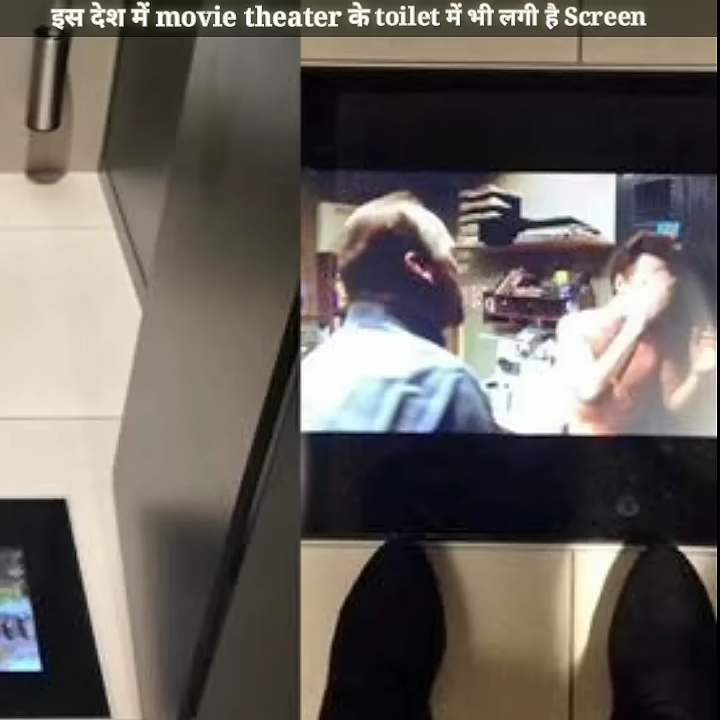 इस देश में movie theater के toilet में भी लगी है Screen